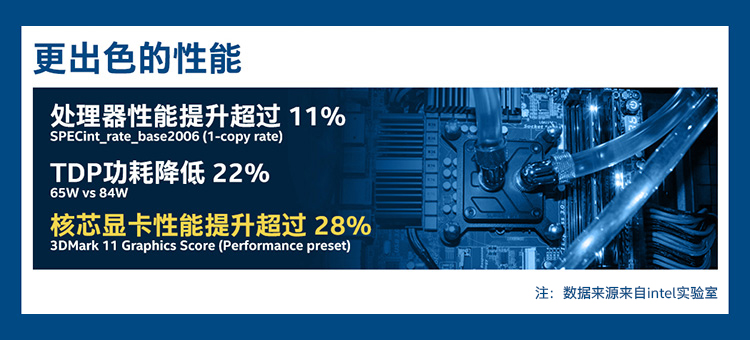 更出色的性能
处理器性能提升超过 11%
SPECint_rate_base2006 (1-copy rate)
TDP功耗降低 22%
65W vs 84W
核芯显卡性能提升超过 28%
3DMark 11 Graphics Score (Performance preset)
注：数据来源来自intel实验室